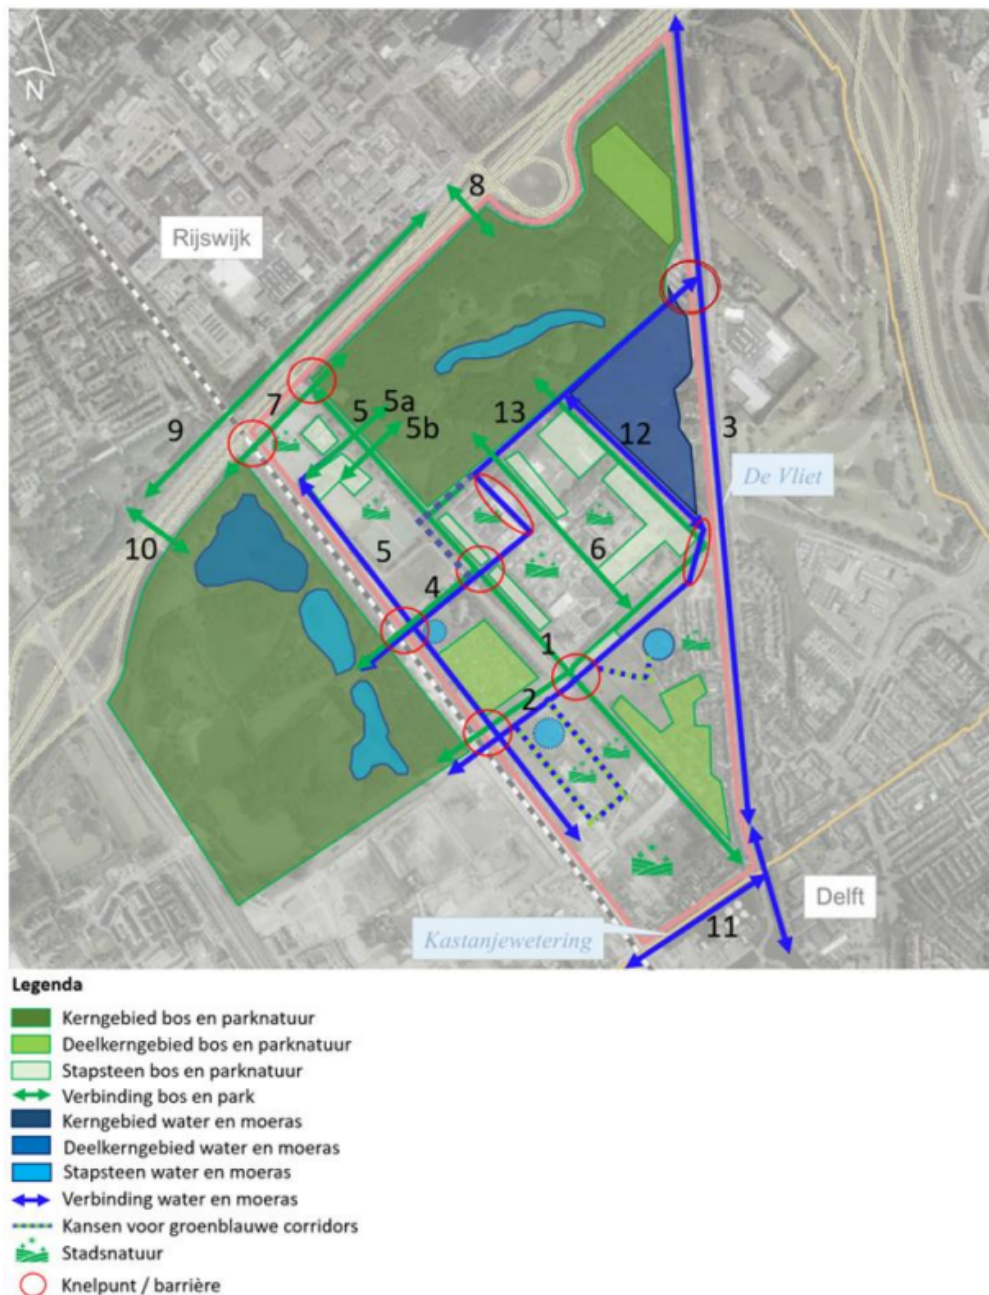 N
8
Rijswijk
5a
7
5
5b
9
13
12
3
De Vliet
10
5
6
4
1
2
Delft
Kastanjewetering
11
Legenda
Kerngebied bos en parknatuur
Deelkerngebied bos en parknatuur
Stapsteen bos en parknatuur
Verbinding bos en park
Kerngebied water en moeras
Deelkerngebied water en moeras
Stapsteen water en moeras
Verbinding water en moeras
Kansen voor groenblauwe corridors
Stadsnatuur
Knelpunt / barrière